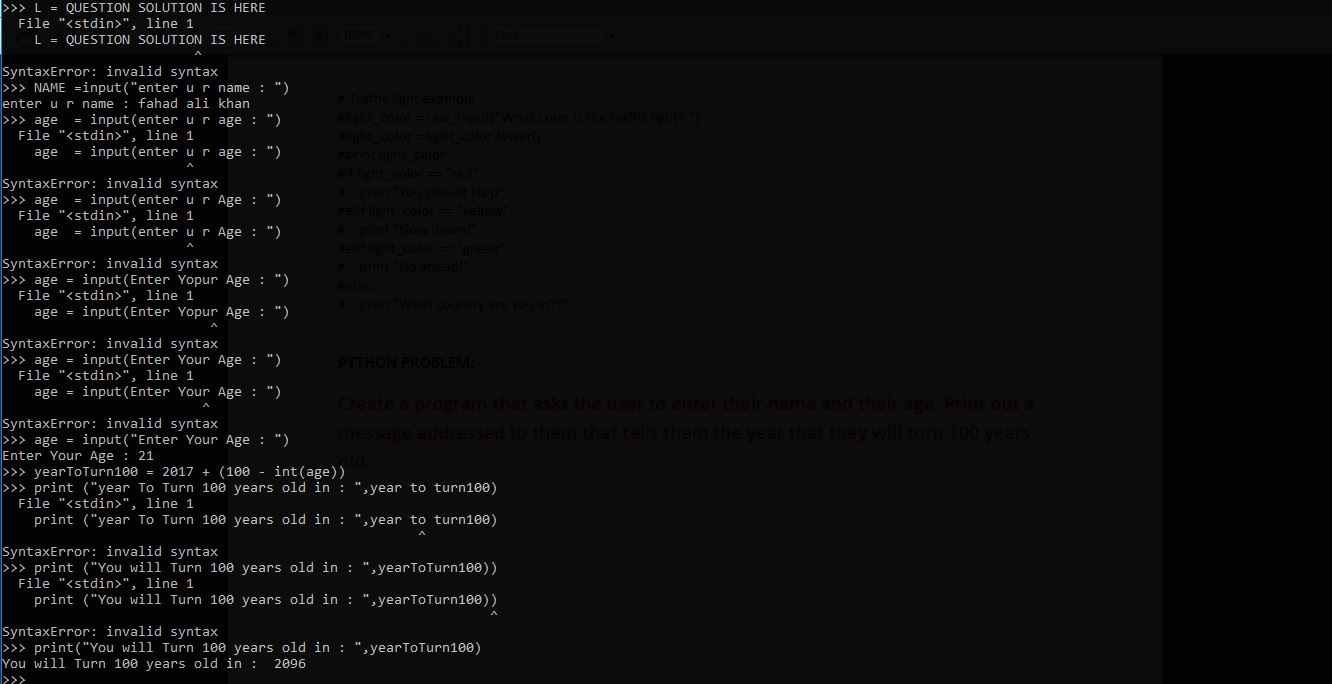 >>> L = QUESTION SOLUTION IS HERE
  File "<stdin>", line 1
    L = QUESTION SOLUTION IS HERE
                        ^
SyntaxError: invalid syntax
>>> NAME =input("enter u r name : ")
enter u r name : fahad ali khan
>>> age  = input(enter u r age : ")
  File "<stdin>", line 1
    age  = input(enter u r age : ")
                       ^
SyntaxError: invalid syntax
>>> age  = input(enter u r Age : ")
  File "<stdin>", line 1
    age  = input(enter u r Age : ")
                       ^
SyntaxError: invalid syntax
>>> age = input(Enter Yopur Age : ")
  File "<stdin>", line 1
    age = input(Enter Yopur Age : ")
                          ^
SyntaxError: invalid syntax
>>> age = input(Enter Your Age : ")
  File "<stdin>", line 1
    age = input(Enter Your Age : ")
                         ^
SyntaxError: invalid syntax
>>> age = input("Enter Your Age : ")
Enter Your Age : 21
>>> yearToTurn100 = 2017 + (100 - int(age))
>>> print ("year To Turn 100 years old in : ",year to turn100)
  File "<stdin>", line 1
    print ("year To Turn 100 years old in : ",year to turn100)
                                                    ^
SyntaxError: invalid syntax
>>> print ("You will Turn 100 years old in : ",yearToTurn100))
  File "<stdin>", line 1
    print ("You will Turn 100 years old in : ",yearToTurn100))
                                                             ^
SyntaxError: invalid syntax
>>> print("You will Turn 100 years old in : ",yearToTurn100)
You will Turn 100 years old in :  2096
>>>
100%
Find
# Traffic light example
#light_color = raw_input("What color is the traffic light? ")
#light_color = light_color.lower()
#print light_color
#if light_color == "red":
#    print "You should stop"
#elif light_color == "yellow":
#    print "Slow down!"
#elif light_color == "green":
#    print "Go ahead!"
#else:
#    print "What country are you in??"
PYTHON PROBLEM:
Create a program that asks the user to enter their name and their age. Print out a
message addressed to them that tells them the year that they will turn 100 years
old.